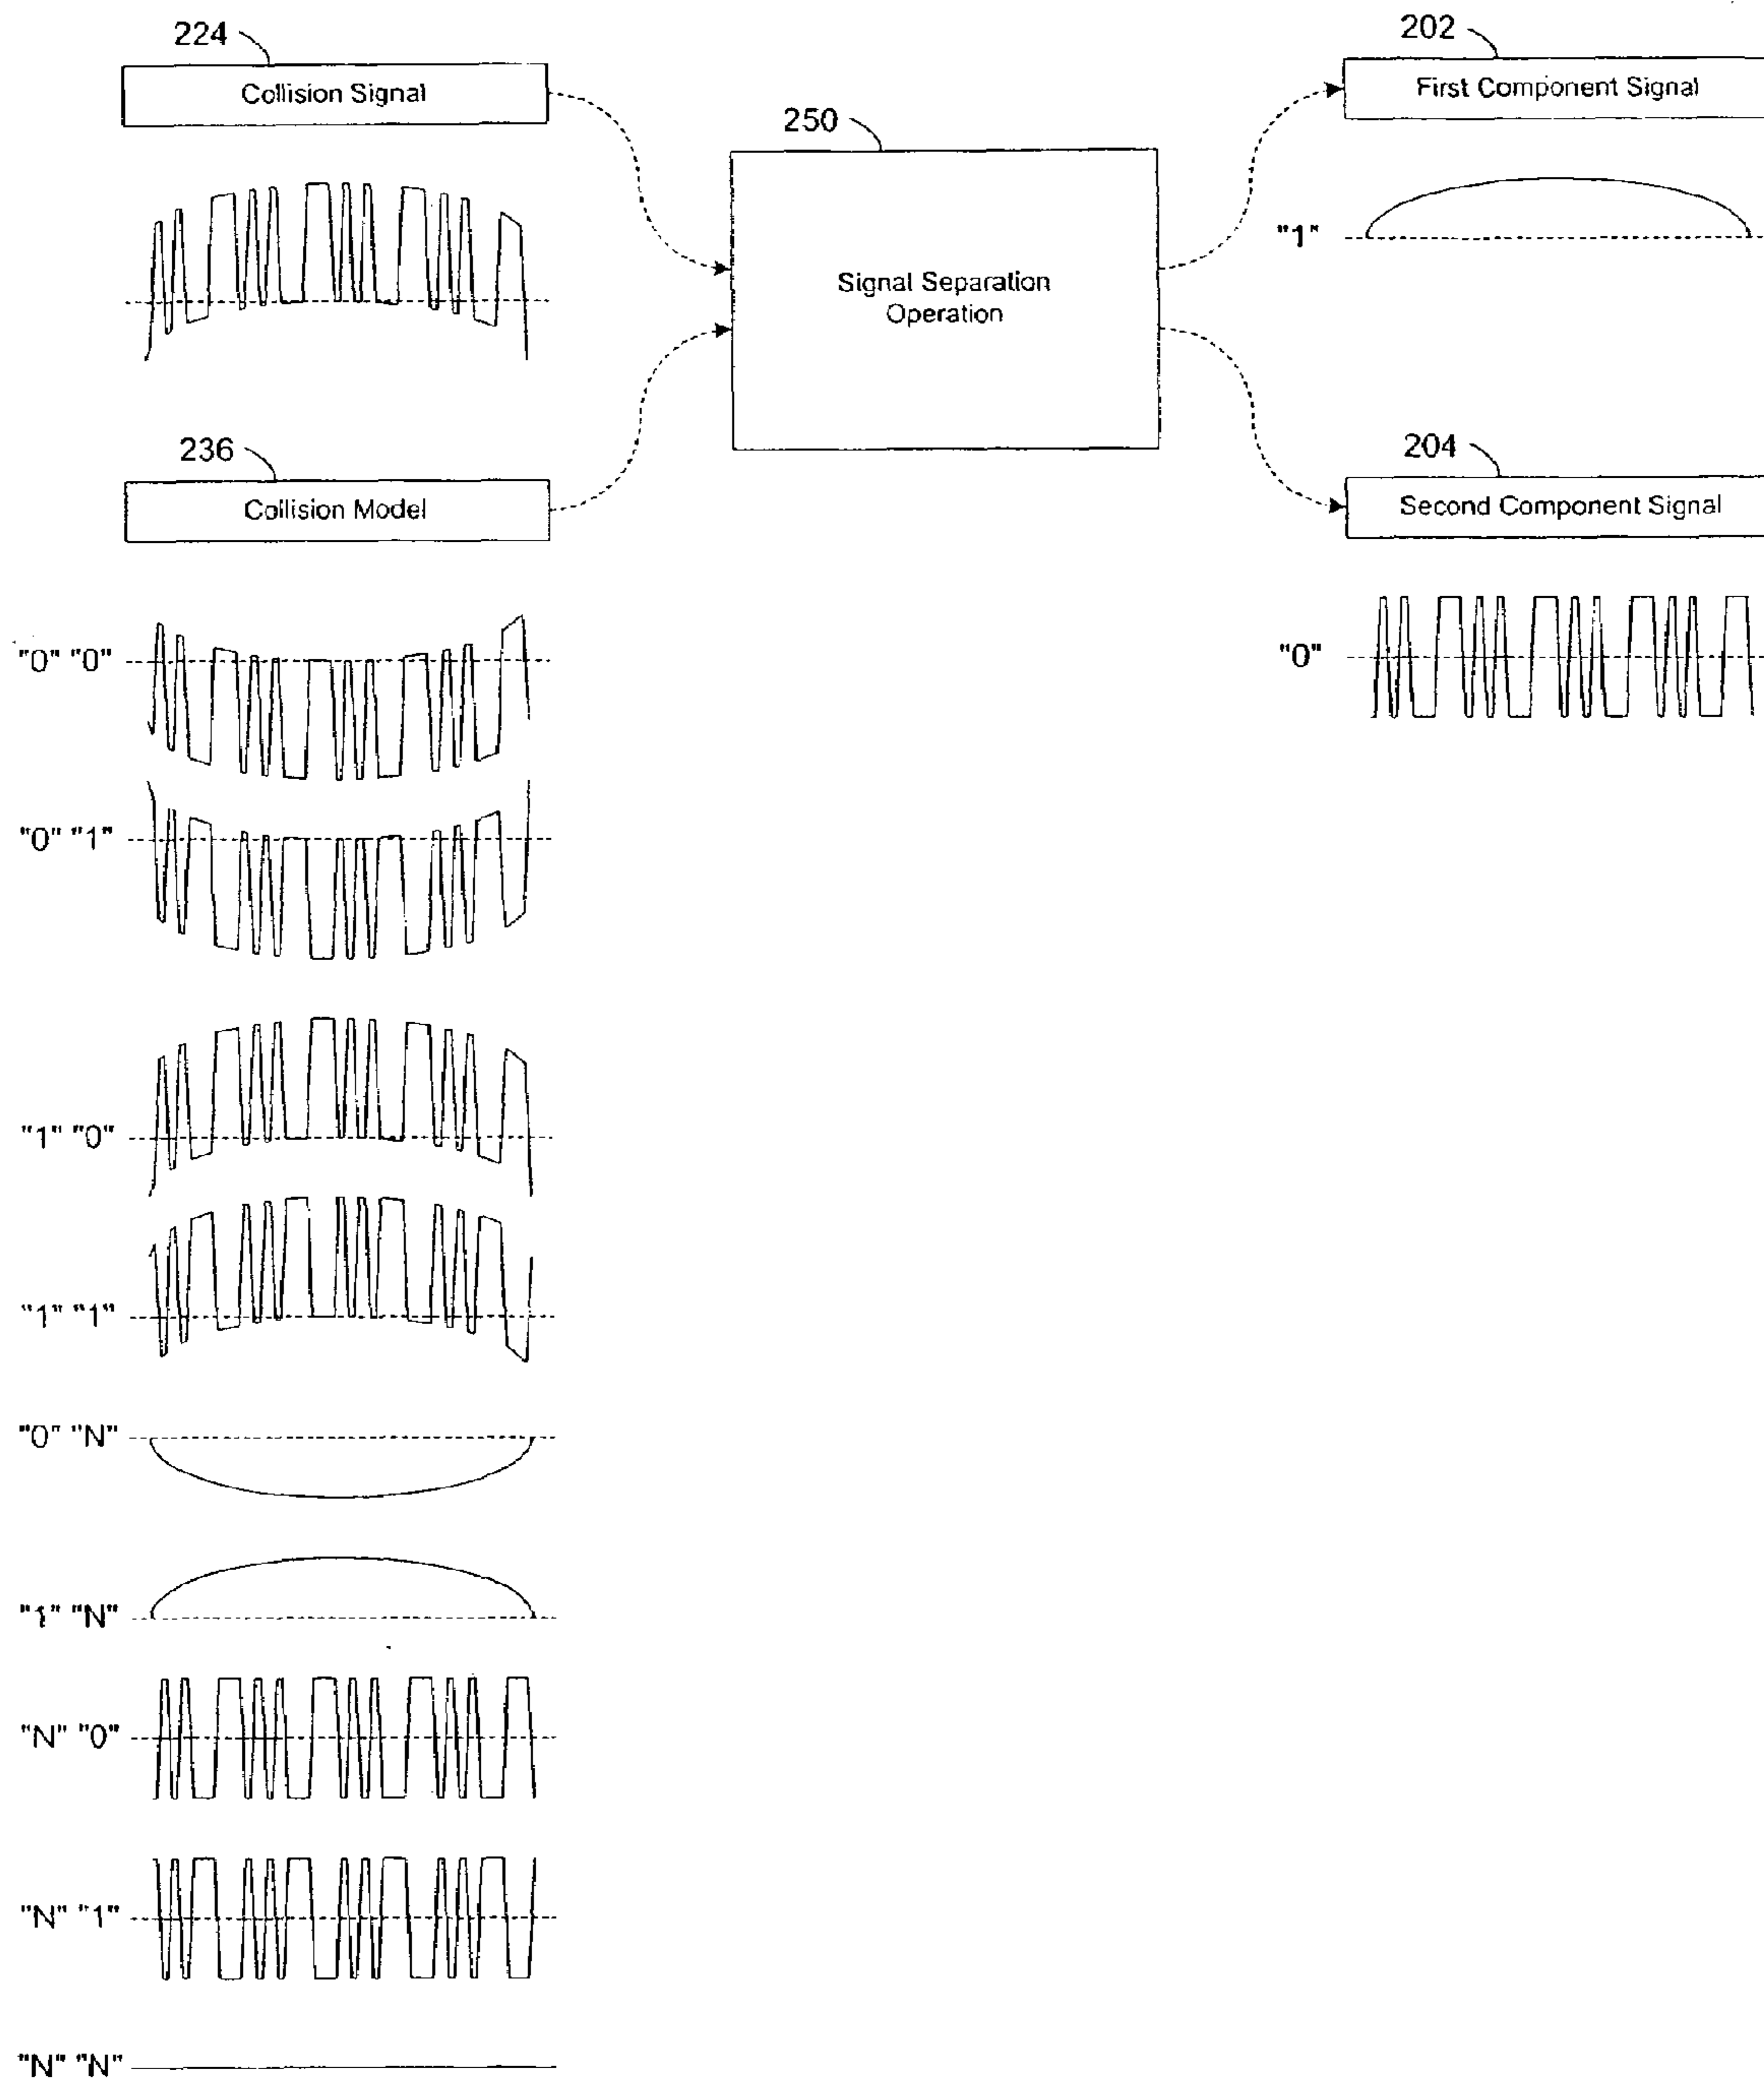 224
Collision Signal
250
Signal Separation
Operation
202
First Component Signal
"1"
236
Collision Model
204
Second Component Signal
"0"
"0" "0"
"0" "1"
"1" "0"
"1" "1"
"0" "N"
"1" "N"
"N" "0"
"N" "1"
"N" "N"